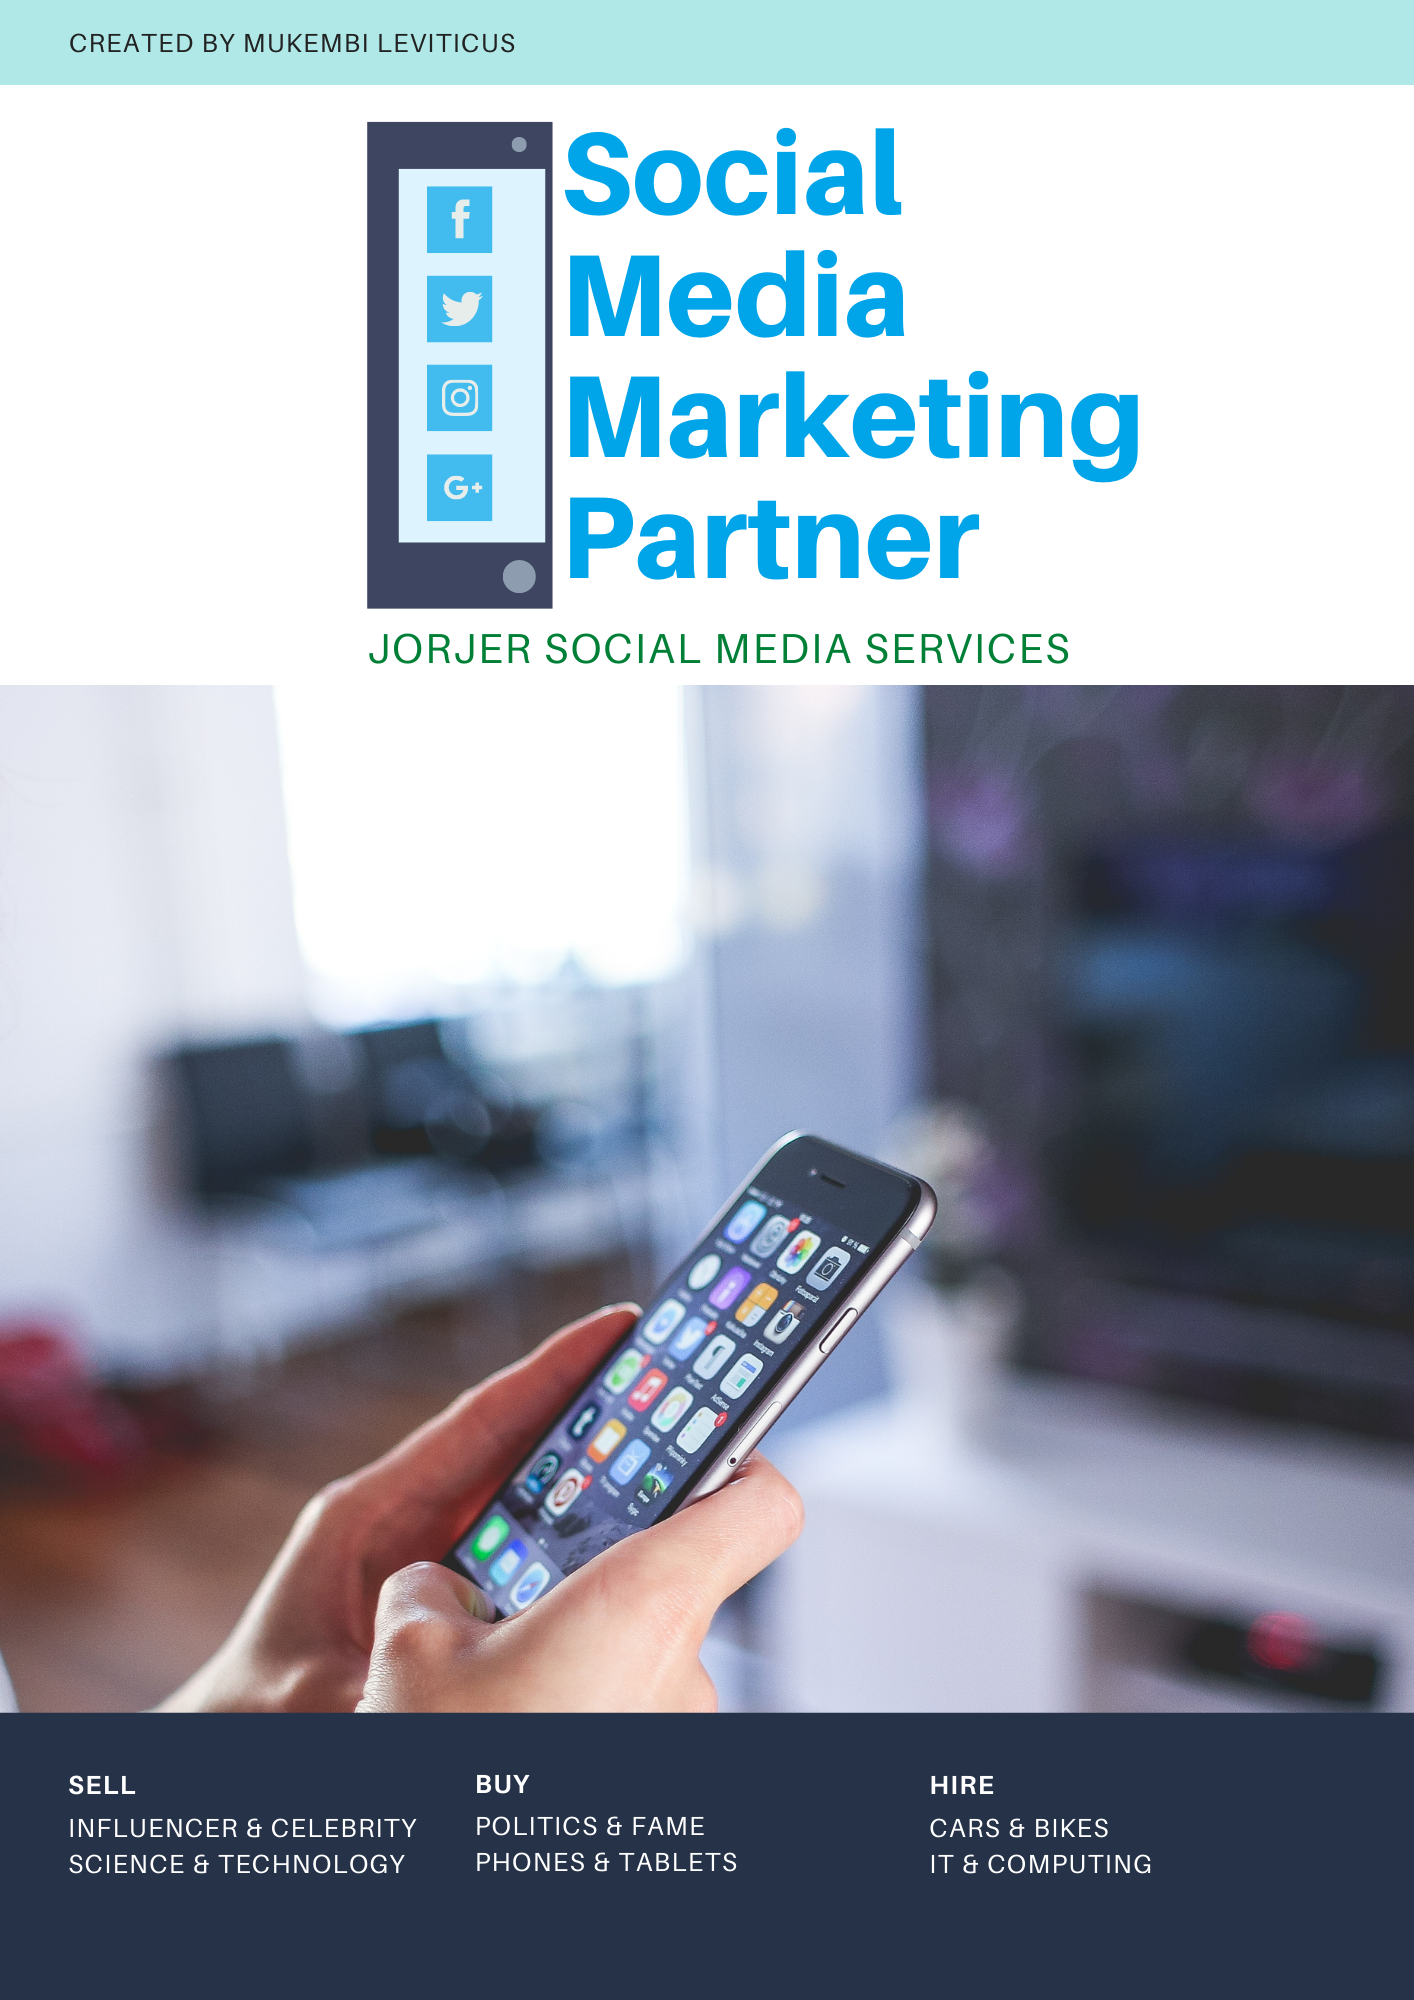 CREATED BY MUKEMBI LEVITICUS
Social
Media
Marketing
Partner
JORJER SOCIAL MEDIA SERVICES
SELL
INFLUENCER & CELEBRITY
SCIENCE & TECHNOLOGY
BUY
POLITICS & FAME
PHONES & TABLETS
HIRE
CARS & BIKES
IT & COMPUTING